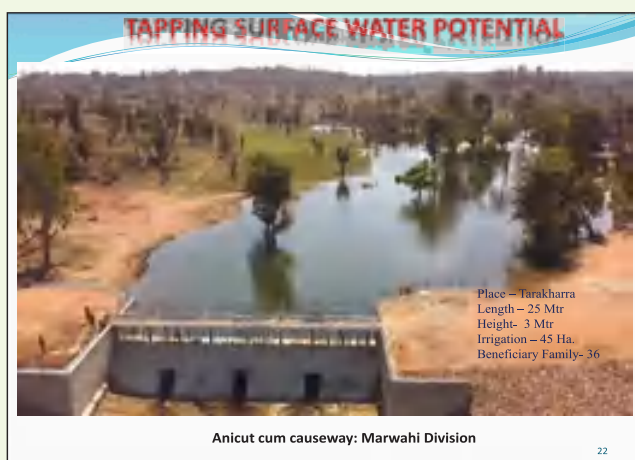 TAPPING SURFACE WATER POTENTIAL
Place – Tarakharra
Length – 25 Mtr
Height-  3 Mtr
Irrigation – 45 Ha.
Beneficiary Family- 36
Anicut cum causeway: Marwahi Division
22